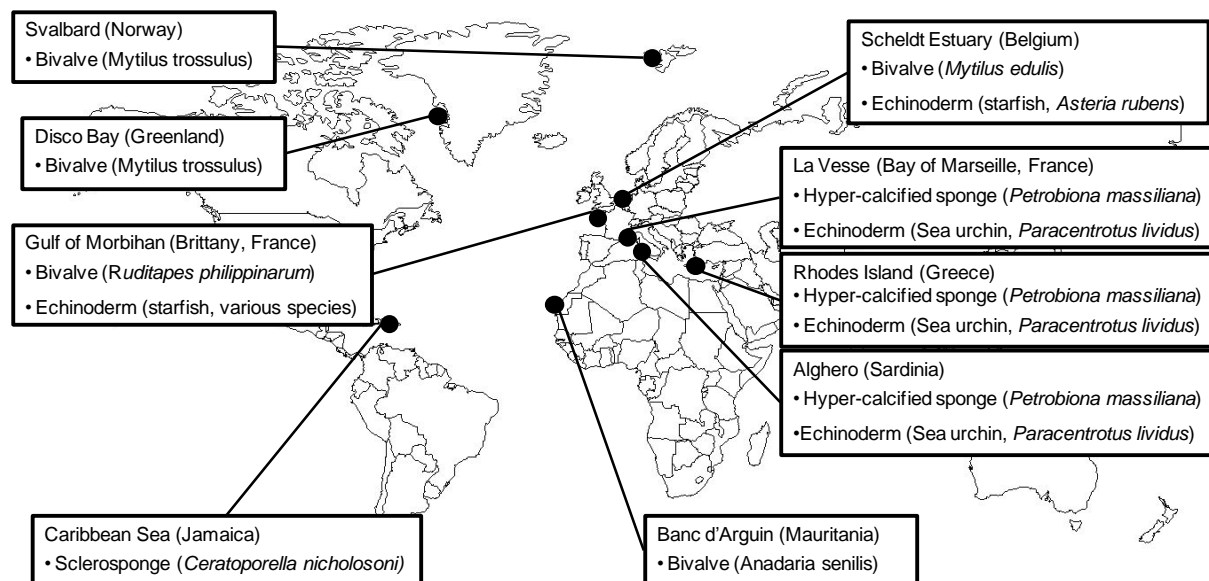 Svalbard (Norway)
• Bivalve (Mytilus trossulus)
Disco Bay (Greenland)
• Bivalve (Mytilus trossulus)
Gulf of Morbihan (Brittany, France)
• Bivalve (Ruditapes philippinarum)
• Echinoderm (starfish, various species)
Caribbean Sea (Jamaica)
• Sclerosponge (Ceratoporella nicholosoni)
Scheldt Estuary (Belgium)
• Bivalve (Mytilus edulis)
• Echinoderm (starfish, Asteria rubens)
La Vesse (Bay of Marseille, France)
• Hyper-calcified sponge (Petrobiona massiliana)
• Echinoderm (Sea urchin, Paracentrotus lividus)
Rhodes Island (Greece)
• Hyper-calcified sponge (Petrobiona massiliana)
• Echinoderm (Sea urchin, Paracentrotus lividus)
Alghero (Sardinia)
• Hyper-calcified sponge (Petrobiona massiliana)
•Echinoderm (Sea urchin, Paracentrotus lividus)
Banc d'Arguin (Mauritania)
• Bivalve (Anadaria senilis)